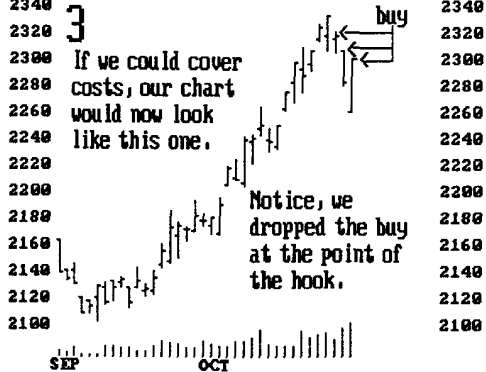 2340 2340
3 buy
2320 2320
If we could cover
2300 2300
costs, our chart
2280 2280
would now look
2260 2260
like this one.
2240 2240
2220 2220
2200 2200
Notice, we
2180 2180
dropped the buy
2160 2160
at the point of
2140 2140
the hook.
2120 2120
2100 2100
SEP OCT